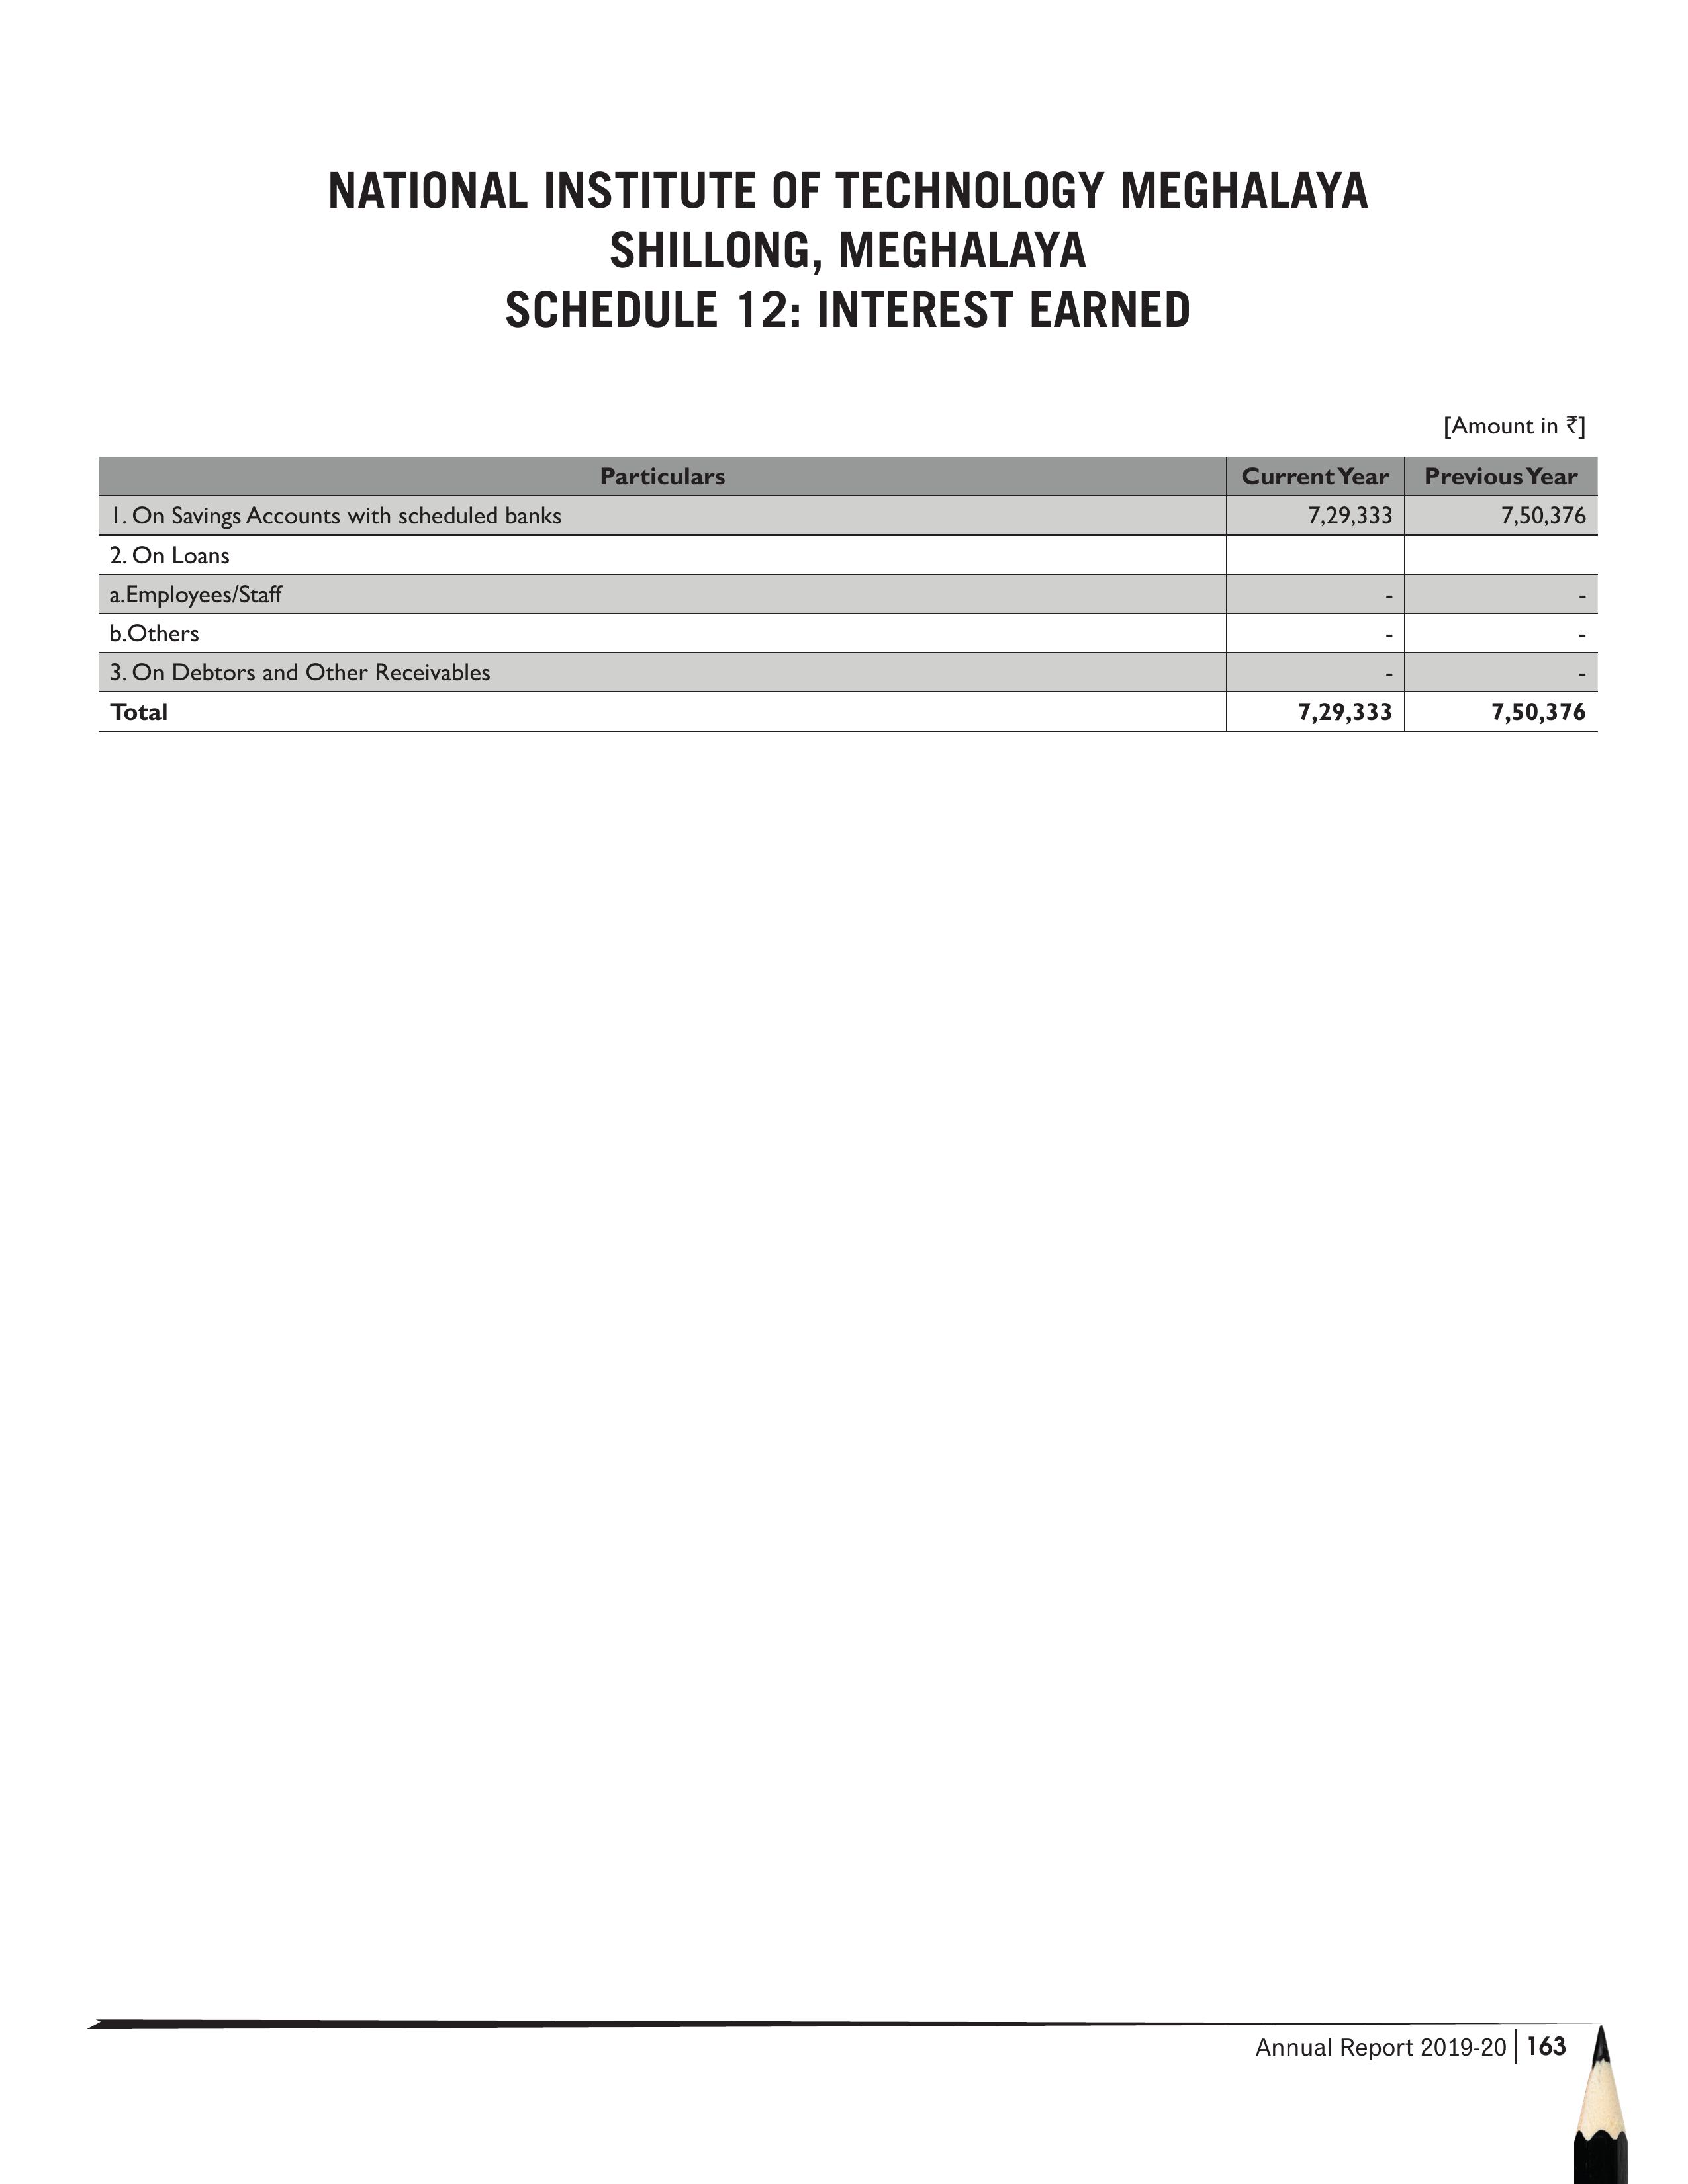 NATIONAL INSTITUTE OF TECHNOLOGY MEGHALAYA
SHILLONG, MEGHALAYA
SCHEDULE 12: INTEREST EARNED
[Amount in ₹]
Particulars Current Year Previous Year
1. On Savings Accounts with scheduled banks 7,29,333 7,50,376
2. On Loans
a.Employees/Staff - -
b.Others - -
3. On Debtors and Other Receivables - -
Total 7,29,333 7,50,376
Annual Report 2019-20 | 163